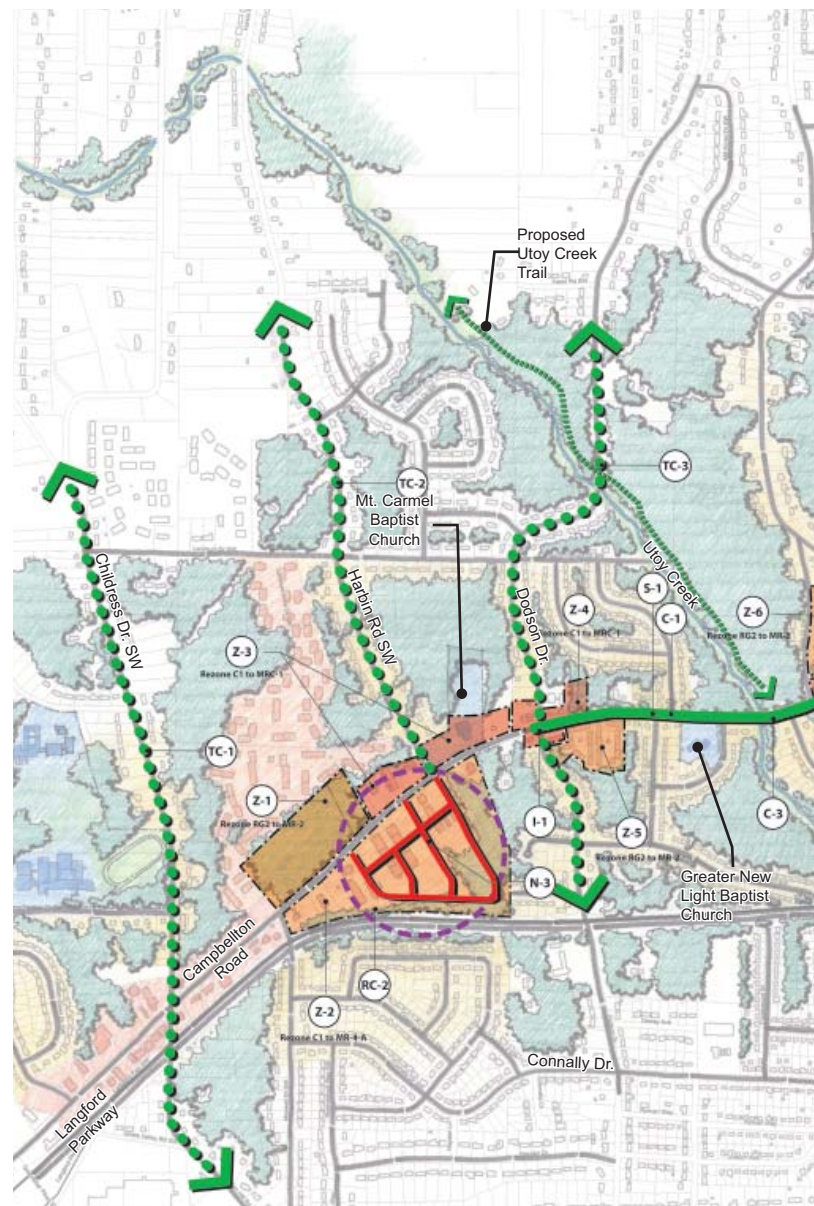 Proposed
Utoy Creek
Trail
TC-2
TC-3
Mt. Carmel
Baptist
Church
Childress Dr. SW
Harbin Rd SW
Dodson Dr.
Utoy Creek
S-1
Z-4
C-1
Z-6
Rezone C1 to MRC-1
Rezone RG2 to MR-2
Z-3
Rezone C1 to MRC-1
TC-1
Z-1
Rezone RG2 to MR-2
I-1
Z-5
C-3
Rezone RG2 to MR-2
N-3
Greater New
Light Baptist
Church
Campbellton
Road
RC-2
Z-2
Rezone C1 to MR-4-A
Connally Dr.
Langford
Parkway